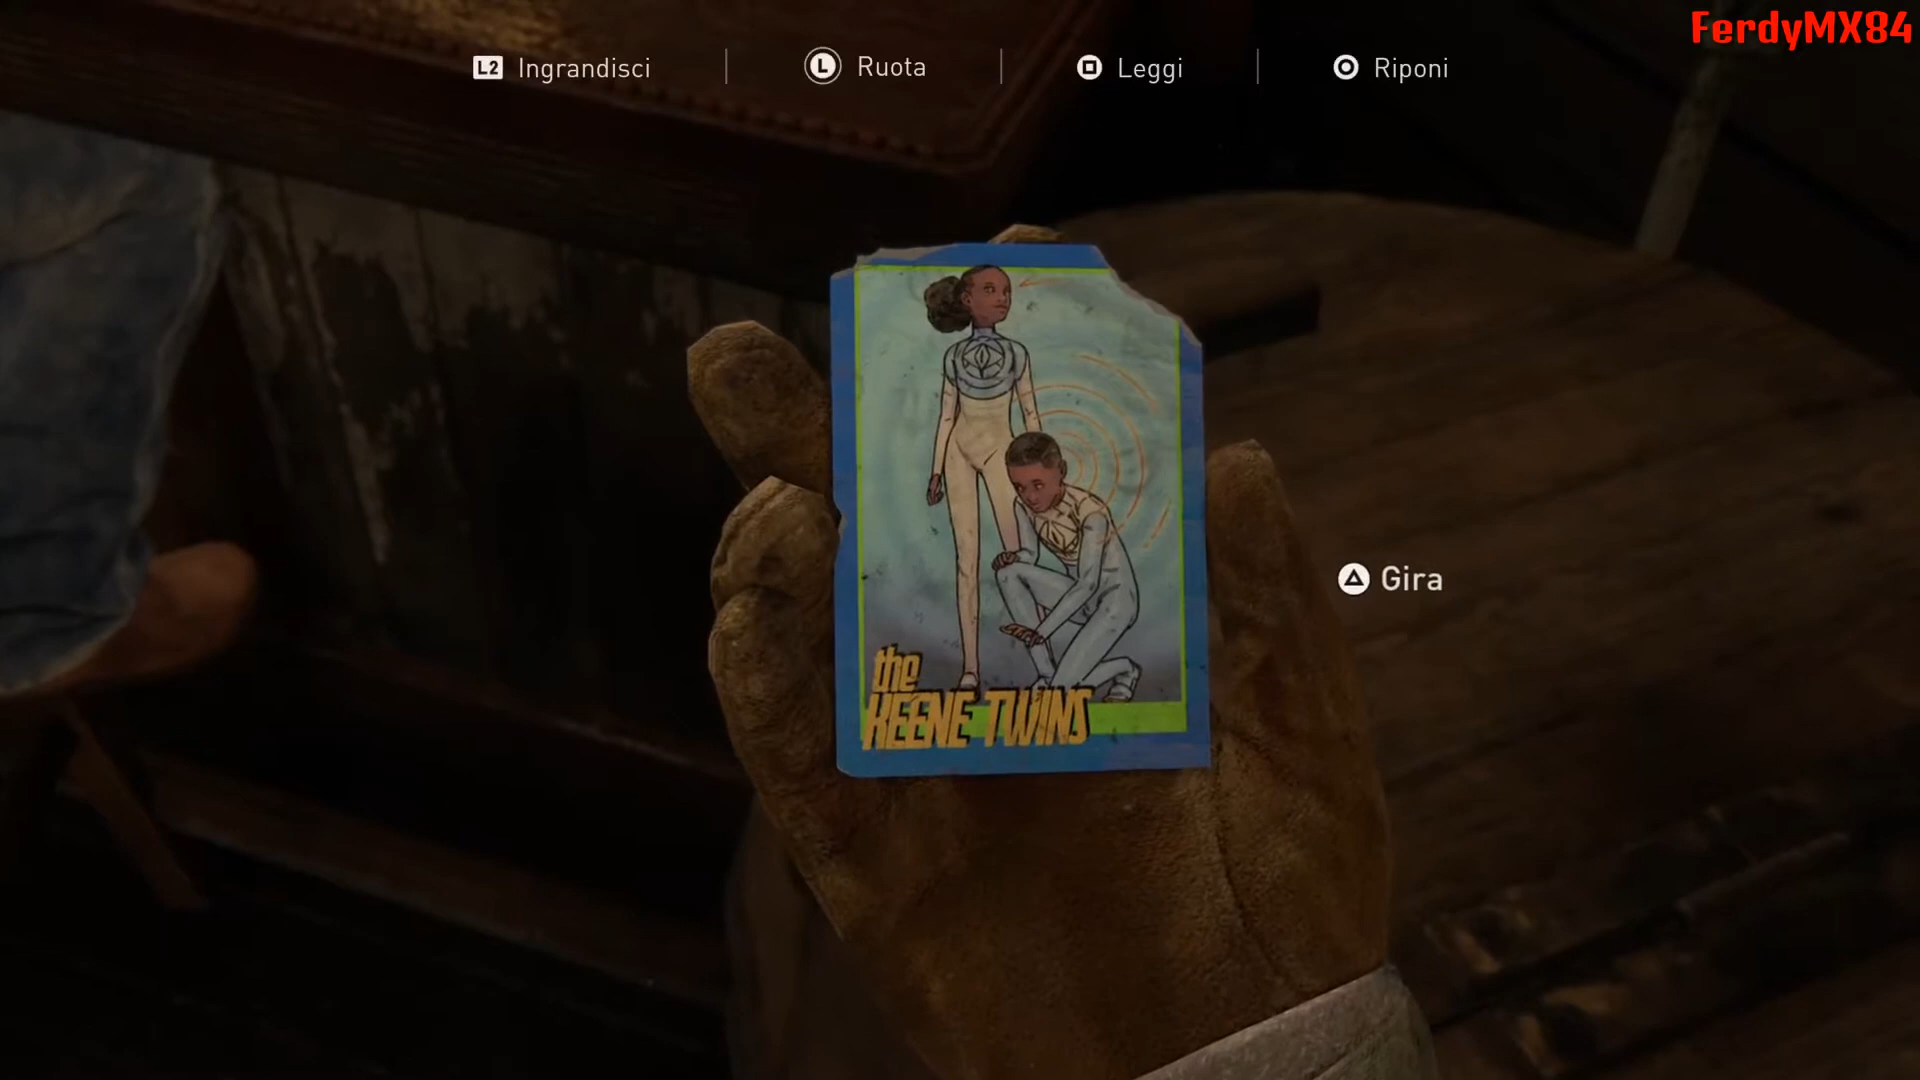 FerdyMX84
L2 Ingrandisci
L Ruota
Leggi
Riponi
Gira
the
KEENE TWINS